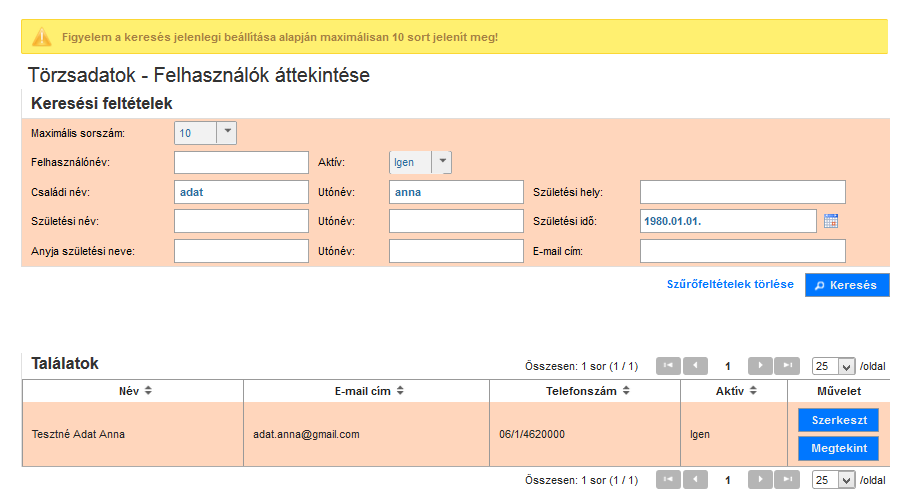 Figyelem a keresés jelenlegi beállítása alapján maximálisan 10 sort jelenít meg!
Törzsadatok - Felhasználók áttekintése
Keresési feltételek
Maximális sorszám: 10
Felhasználónév: Aktív: Igen
Családi név: adat Utónév: anna Születési hely:
Születési név: Utónév: Születési idő: 1980.01.01.
Anyja születési neve: Utónév: E-mail cím:
Szűrőfeltételek törlése Keresés
Találatok Összesen: 1 sor (1 / 1) 1 25 /oldal
Név E-mail cím Telefonszám Aktív Művelet
Tesztné Adat Anna adat.anna@gmail.com 06/1/4620000 Igen Szerkeszt
Megtekint
Összesen: 1 sor (1 / 1) 1 25 /oldal